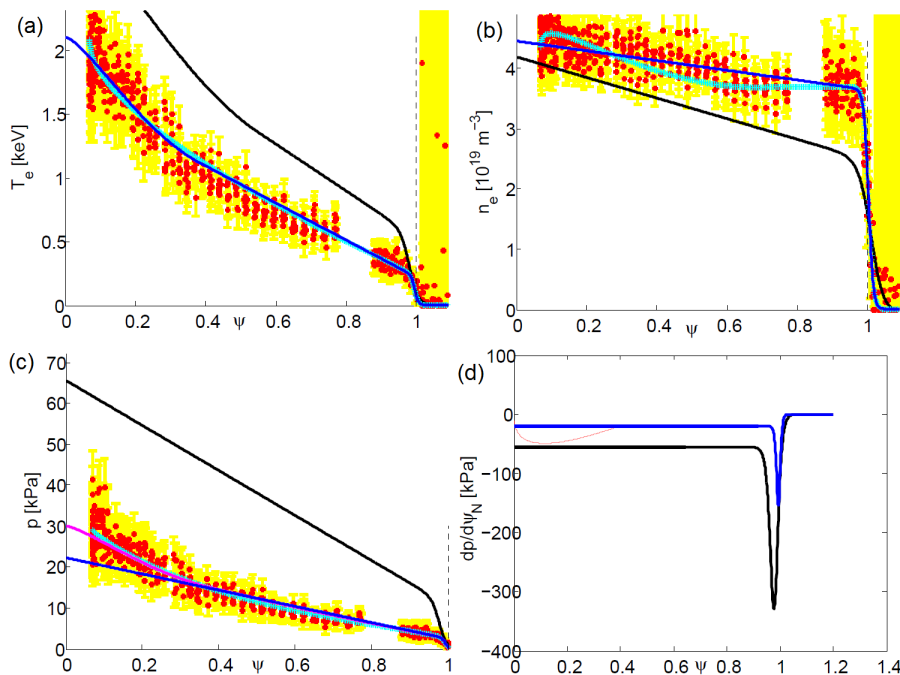 (a)
T_e [keV]
2
1.5
1
0.5
0
0 0.2 0.4 ψ 0.6 0.8 1
(b)
n_e [10^19 m^-3]
4
3
2
1
0
0 0.2 0.4 ψ 0.6 0.8 1
(c)
p [kPa]
70
60
50
40
30
20
10
0
0 0.2 0.4 ψ 0.6 0.8 1
(d)
dp/dψ_N [kPa]
100
0
−100
−200
−300
−400
0 0.2 0.4 0.6 ψ 0.8 1 1.2 1.4